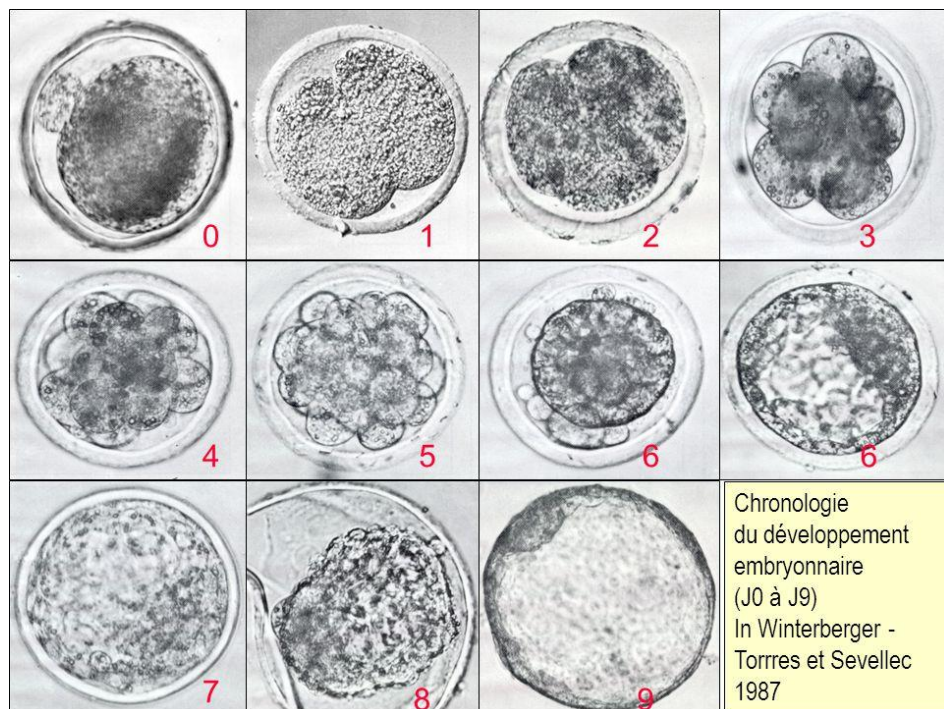 0
1
2
3
4
5
6
6
7
8
9
Chronologie
du développement
embryonnaire
(J0 à J9)
In Winterberger -
Torrres et Sevellec
1987